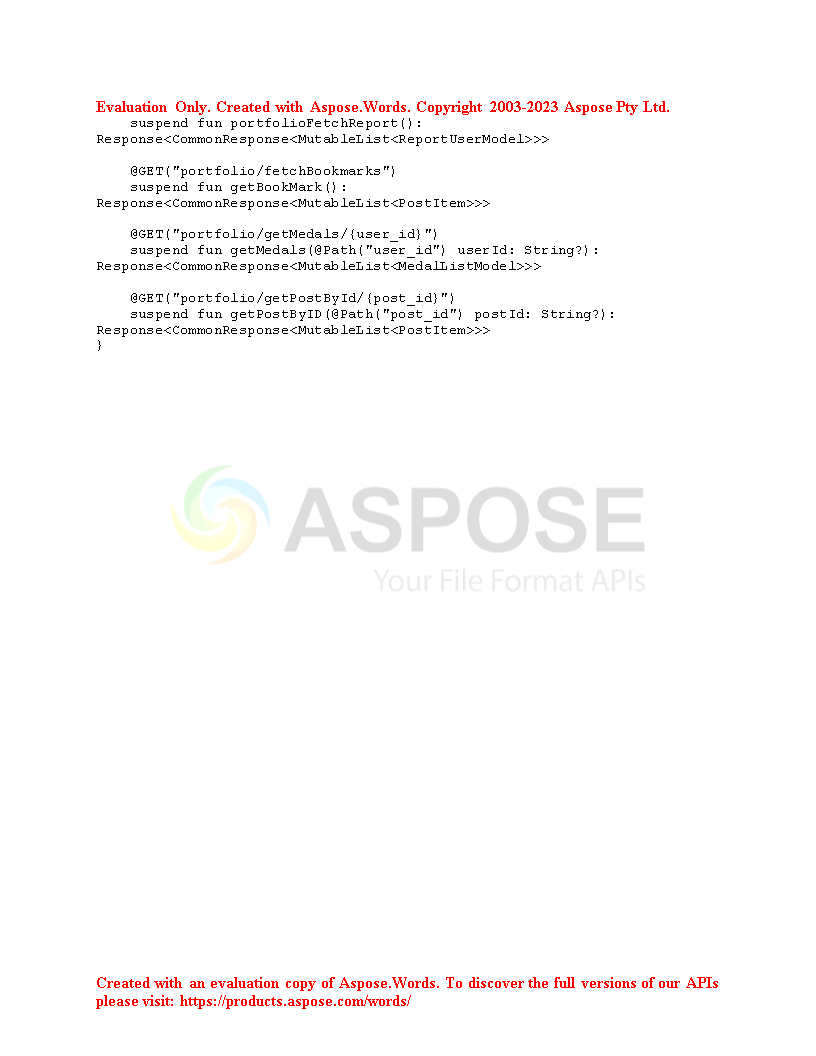 Evaluation Only. Created with Aspose.Words. Copyright 2003-2023 Aspose Pty Ltd.
    suspend fun portfolioFetchReport():
Response<CommonResponse<MutableList<ReportUserModel>>>

    @GET("portfolio/fetchBookmarks")
    suspend fun getBookMark():
Response<CommonResponse<MutableList<PostItem>>>

    @GET("portfolio/getMedals/{user_id}")
    suspend fun getMedals(@Path("user_id") userId: String?):
Response<CommonResponse<MutableList<MedalListModel>>>

    @GET("portfolio/getPostById/{post_id}")
    suspend fun getPostByID(@Path("post_id") postId: String?):
Response<CommonResponse<MutableList<PostItem>>>
}
ASPOSE
Your File Format APIs
Created with an evaluation copy of Aspose.Words. To discover the full versions of our APIs
please visit: https://products.aspose.com/words/